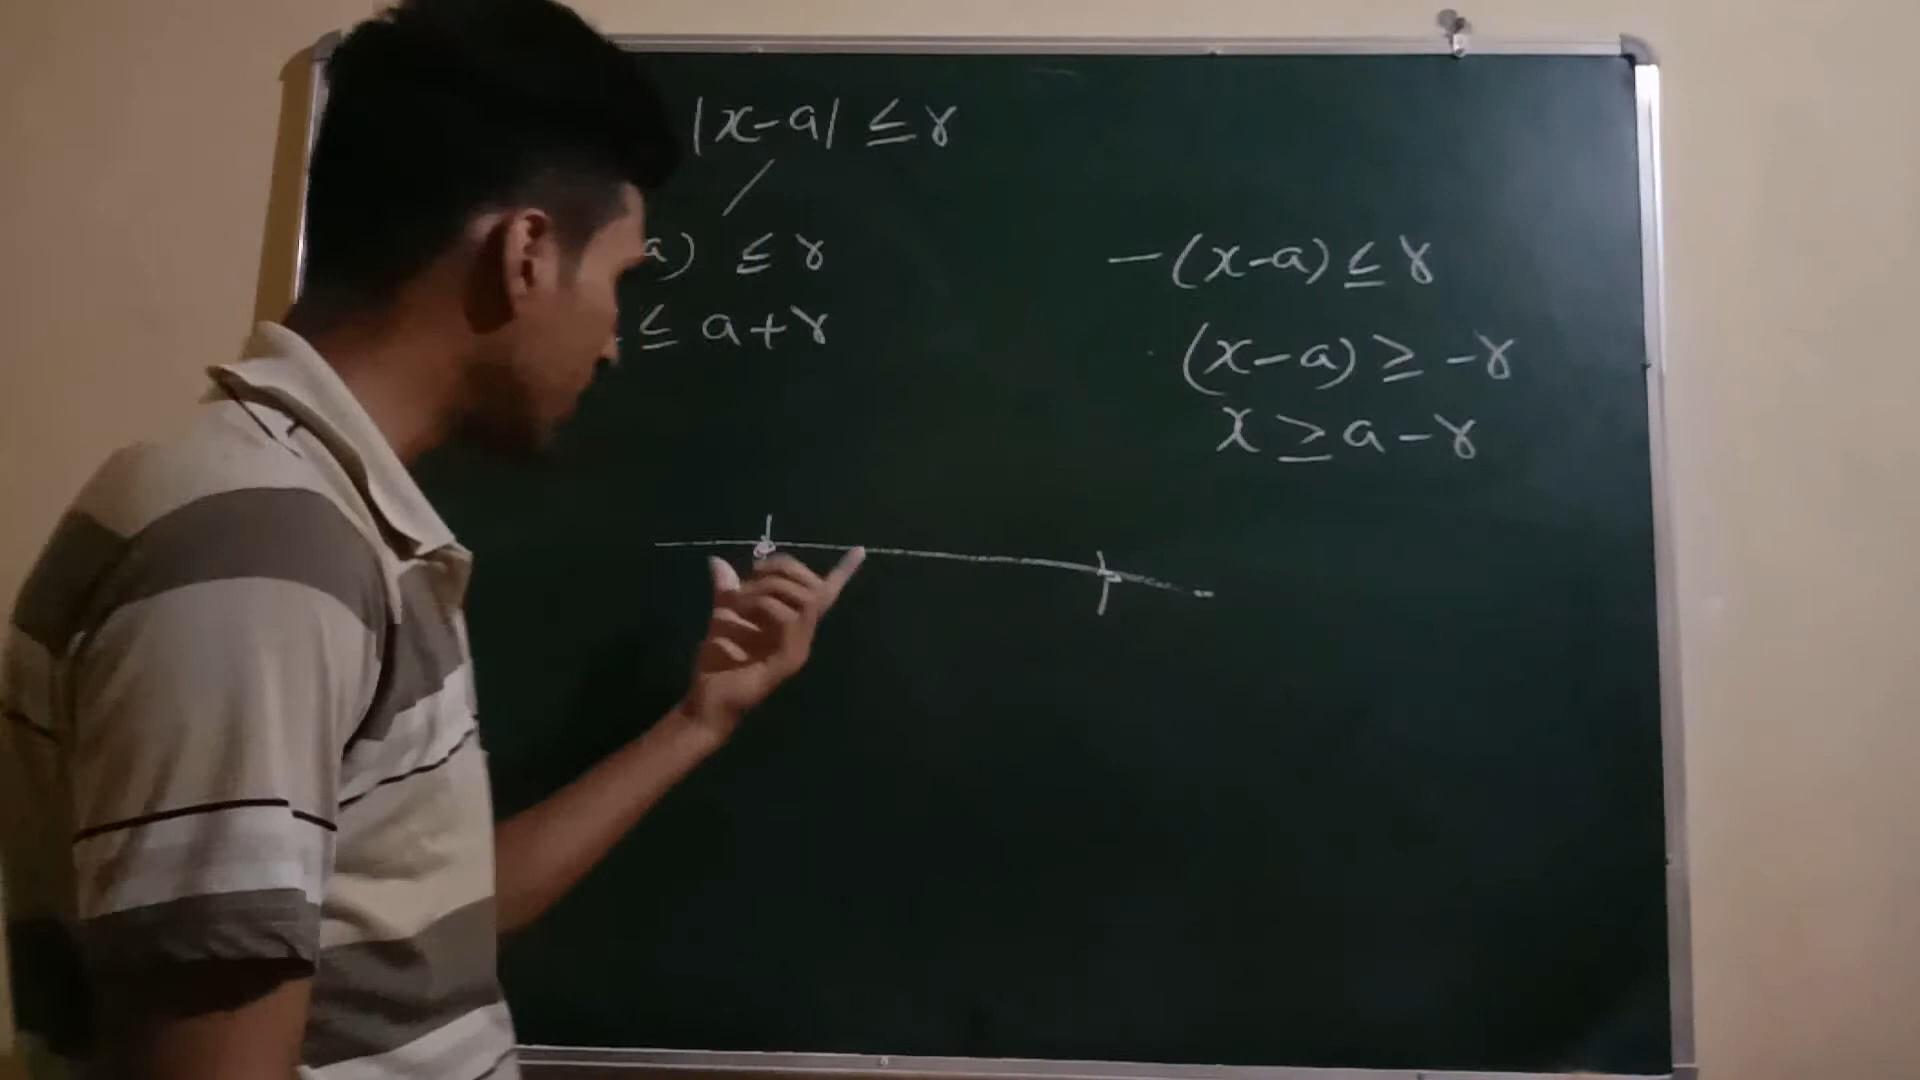 |x-a| ≤ r
a) ≤ r
≤ a+r
-(x-a) ≤ r
(x-a) ≥ -r
x ≥ a-r